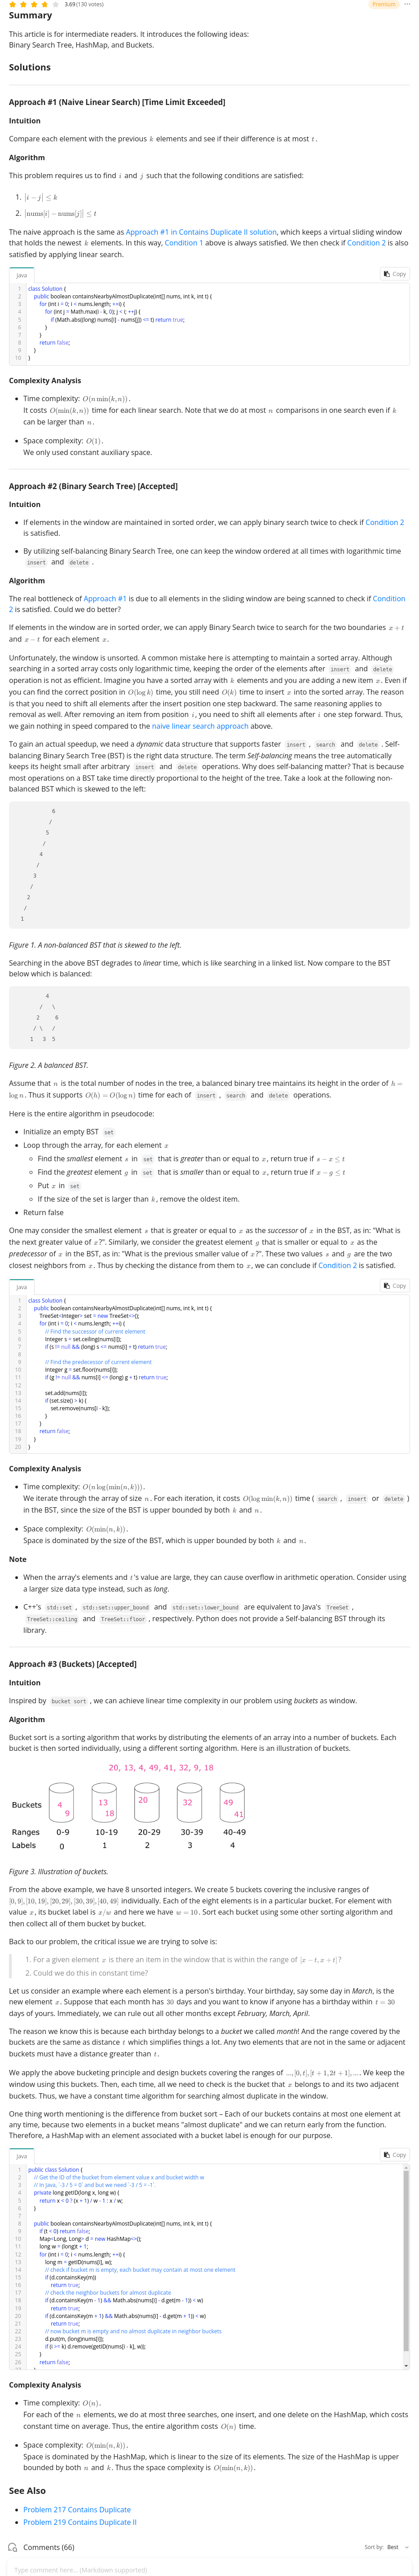 3.69 (130 votes)
Premium
Summary
This article is for intermediate readers. It introduces the following ideas:
Binary Search Tree, HashMap, and Buckets.
Solutions
Approach #1 (Naive Linear Search) [Time Limit Exceeded]
Intuition
Compare each element with the previous k elements and see if their difference is at most t.
Algorithm
This problem requires us to find i and j such that the following conditions are satisfied:
1. |i − j| ≤ k
2. |nums[i] − nums[j]| ≤ t
The naive approach is the same as Approach #1 in Contains Duplicate II solution, which keeps a virtual sliding window
that holds the newest k elements. In this way, Condition 1 above is always satisfied. We then check if Condition 2 is also
satisfied by applying linear search.
Java
Copy
1 class Solution {
2 public boolean containsNearbyAlmostDuplicate(int[] nums, int k, int t) {
3 for (int i = 0; i < nums.length; ++i) {
4 for (int j = Math.max(i - k, 0); j < i; ++j) {
5 if (Math.abs((long) nums[i] - nums[j]) <= t) return true;
6 }
7 }
8 return false;
9 }
10 }
Complexity Analysis
• Time complexity: O(n min(k, n)).
It costs O(min(k, n)) time for each linear search. Note that we do at most n comparisons in one search even if k
can be larger than n.
• Space complexity: O(1).
We only used constant auxiliary space.
Approach #2 (Binary Search Tree) [Accepted]
Intuition
• If elements in the window are maintained in sorted order, we can apply binary search twice to check if Condition 2
is satisfied.
• By utilizing self-balancing Binary Search Tree, one can keep the window ordered at all times with logarithmic time
insert and delete.
Algorithm
The real bottleneck of Approach #1 is due to all elements in the sliding window are being scanned to check if Condition
2 is satisfied. Could we do better?
If elements in the window are in sorted order, we can apply Binary Search twice to search for the two boundaries x + t
and x − t for each element x.
Unfortunately, the window is unsorted. A common mistake here is attempting to maintain a sorted array. Although
searching in a sorted array costs only logarithmic time, keeping the order of the elements after insert and delete
operation is not as efficient. Imagine you have a sorted array with k elements and you are adding a new item x. Even if
you can find the correct position in O(log k) time, you still need O(k) time to insert x into the sorted array. The reason
is that you need to shift all elements after the insert position one step backward. The same reasoning applies to
removal as well. After removing an item from position i, you need to shift all elements after i one step forward. Thus,
we gain nothing in speed compared to the naive linear search approach above.
To gain an actual speedup, we need a dynamic data structure that supports faster insert, search and delete. Self-
balancing Binary Search Tree (BST) is the right data structure. The term Self-balancing means the tree automatically
keeps its height small after arbitrary insert and delete operations. Why does self-balancing matter? That is because
most operations on a BST take time directly proportional to the height of the tree. Take a look at the following non-
balanced BST which is skewed to the left:
6
/
5
/
4
/
3
/
2
/
1
Figure 1. A non-balanced BST that is skewed to the left.
Searching in the above BST degrades to linear time, which is like searching in a linked list. Now compare to the BST
below which is balanced:
4
/ \
2 6
/ \ /
1 3 5
Figure 2. A balanced BST.
Assume that n is the total number of nodes in the tree, a balanced binary tree maintains its height in the order of h =
log n. Thus it supports O(h) = O(log n) time for each of insert, search and delete operations.
Here is the entire algorithm in pseudocode:
• Initialize an empty BST set
• Loop through the array, for each element x
◦ Find the smallest element s in set that is greater than or equal to x, return true if s − x ≤ t
◦ Find the greatest element g in set that is smaller than or equal to x, return true if x − g ≤ t
◦ Put x in set
◦ If the size of the set is larger than k, remove the oldest item.
• Return false
One may consider the smallest element s that is greater or equal to x as the successor of x in the BST, as in: "What is
the next greater value of x?". Similarly, we consider the greatest element g that is smaller or equal to x as the
predecessor of x in the BST, as in: "What is the previous smaller value of x?". These two values s and g are the two
closest neighbors from x. Thus by checking the distance from them to x, we can conclude if Condition 2 is satisfied.
Java
Copy
1 class Solution {
2 public boolean containsNearbyAlmostDuplicate(int[] nums, int k, int t) {
3 TreeSet<Integer> set = new TreeSet<>();
4 for (int i = 0; i < nums.length; ++i) {
5 // Find the successor of current element
6 Integer s = set.ceiling(nums[i]);
7 if (s != null && (long) s <= nums[i] + t) return true;
8
9 // Find the predecessor of current element
10 Integer g = set.floor(nums[i]);
11 if (g != null && nums[i] <= (long) g + t) return true;
12
13 set.add(nums[i]);
14 if (set.size() > k) {
15 set.remove(nums[i - k]);
16 }
17 }
18 return false;
19 }
20 }
Complexity Analysis
• Time complexity: O(n log(min(n, k))).
We iterate through the array of size n. For each iteration, it costs O(log min(k, n)) time (search, insert or delete)
in the BST, since the size of the BST is upper bounded by both k and n.
• Space complexity: O(min(n, k)).
Space is dominated by the size of the BST, which is upper bounded by both k and n.
Note
• When the array's elements and t's value are large, they can cause overflow in arithmetic operation. Consider using
a larger size data type instead, such as long.
• C++'s std::set, std::set::upper_bound and std::set::lower_bound are equivalent to Java's TreeSet,
TreeSet::ceiling and TreeSet::floor, respectively. Python does not provide a Self-balancing BST through its
library.
Approach #3 (Buckets) [Accepted]
Intuition
Inspired by bucket sort, we can achieve linear time complexity in our problem using buckets as window.
Algorithm
Bucket sort is a sorting algorithm that works by distributing the elements of an array into a number of buckets. Each
bucket is then sorted individually, using a different sorting algorithm. Here is an illustration of buckets.
20, 13, 4, 49, 41, 32, 9, 18
Buckets 4 9 13 18 20 32 49 41
Ranges 0-9 10-19 20-29 30-39 40-49
Labels 0 1 2 3 4
Figure 3. Illustration of buckets.
From the above example, we have 8 unsorted integers. We create 5 buckets covering the inclusive ranges of
[0, 9], [10, 19], [20, 29], [30, 39], [40, 49] individually. Each of the eight elements is in a particular bucket. For element with
value x, its bucket label is x/w and here we have w = 10. Sort each bucket using some other sorting algorithm and
then collect all of them bucket by bucket.
Back to our problem, the critical issue we are trying to solve is:
1. For a given element x is there an item in the window that is within the range of [x − t, x + t]?
2. Could we do this in constant time?
Let us consider an example where each element is a person's birthday. Your birthday, say some day in March, is the
new element x. Suppose that each month has 30 days and you want to know if anyone has a birthday within t = 30
days of yours. Immediately, we can rule out all other months except February, March, April.
The reason we know this is because each birthday belongs to a bucket we called month! And the range covered by the
buckets are the same as distance t which simplifies things a lot. Any two elements that are not in the same or adjacent
buckets must have a distance greater than t.
We apply the above bucketing principle and design buckets covering the ranges of ..., [0, t], [t + 1, 2t + 1], .... We keep the
window using this buckets. Then, each time, all we need to check is the bucket that x belongs to and its two adjacent
buckets. Thus, we have a constant time algorithm for searching almost duplicate in the window.
One thing worth mentioning is the difference from bucket sort – Each of our buckets contains at most one element at
any time, because two elements in a bucket means "almost duplicate" and we can return early from the function.
Therefore, a HashMap with an element associated with a bucket label is enough for our purpose.
Java
Copy
1 public class Solution {
2 // Get the ID of the bucket from element value x and bucket width w
3 // In Java, `-3 / 5 = 0` and but we need `-3 / 5 = -1`.
4 private long getID(long x, long w) {
5 return x < 0 ? (x + 1) / w - 1 : x / w;
6 }
7
8 public boolean containsNearbyAlmostDuplicate(int[] nums, int k, int t) {
9 if (t < 0) return false;
10 Map<Long, Long> d = new HashMap<>();
11 long w = (long)t + 1;
12 for (int i = 0; i < nums.length; ++i) {
13 long m = getID(nums[i], w);
14 // check if bucket m is empty, each bucket may contain at most one element
15 if (d.containsKey(m))
16 return true;
17 // check the neighbor buckets for almost duplicate
18 if (d.containsKey(m - 1) && Math.abs(nums[i] - d.get(m - 1)) < w)
19 return true;
20 if (d.containsKey(m + 1) && Math.abs(nums[i] - d.get(m + 1)) < w)
21 return true;
22 // now bucket m is empty and no almost duplicate in neighbor buckets
23 d.put(m, (long)nums[i]);
24 if (i >= k) d.remove(getID(nums[i - k], w));
25 }
26 return false;
Complexity Analysis
• Time complexity: O(n).
For each of the n elements, we do at most three searches, one insert, and one delete on the HashMap, which costs
constant time on average. Thus, the entire algorithm costs O(n) time.
• Space complexity: O(min(n, k)).
Space is dominated by the HashMap, which is linear to the size of its elements. The size of the HashMap is upper
bounded by both n and k. Thus the space complexity is O(min(n, k)).
See Also
• Problem 217 Contains Duplicate
• Problem 219 Contains Duplicate II
Comments (66)
Sort by: Best
Type comment here... (Markdown supported)